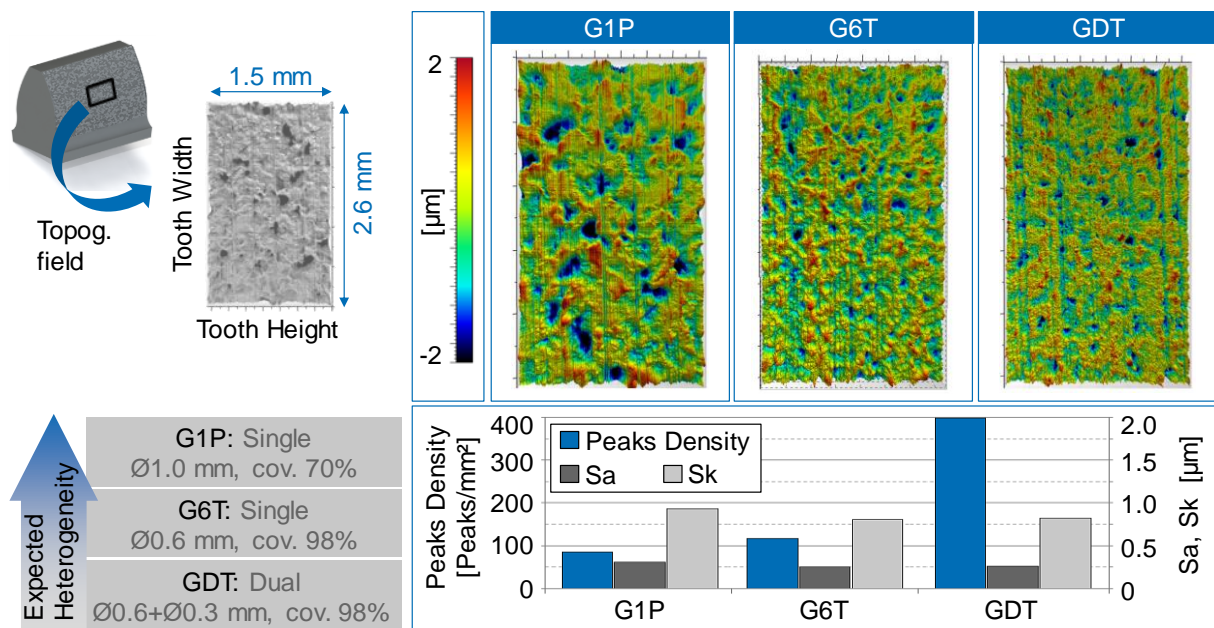 1.5 mm
Tooth Width
2.6 mm
Topog.
field
Tooth Height
[µm]
2
-2
G1P
G6T
GDT
Expected
Heterogeneity
G1P: Single
Ø1.0 mm, cov. 70%
G6T: Single
Ø0.6 mm, cov. 98%
GDT: Dual
Ø0.6+Ø0.3 mm, cov. 98%
Peaks Density
[Peaks/mm²]
400
300
200
100
0
Peaks Density
Sa
Sk
2.0
1.5
1.0
0.5
0
Sa, Sk [µm]
G1P
G6T
GDT